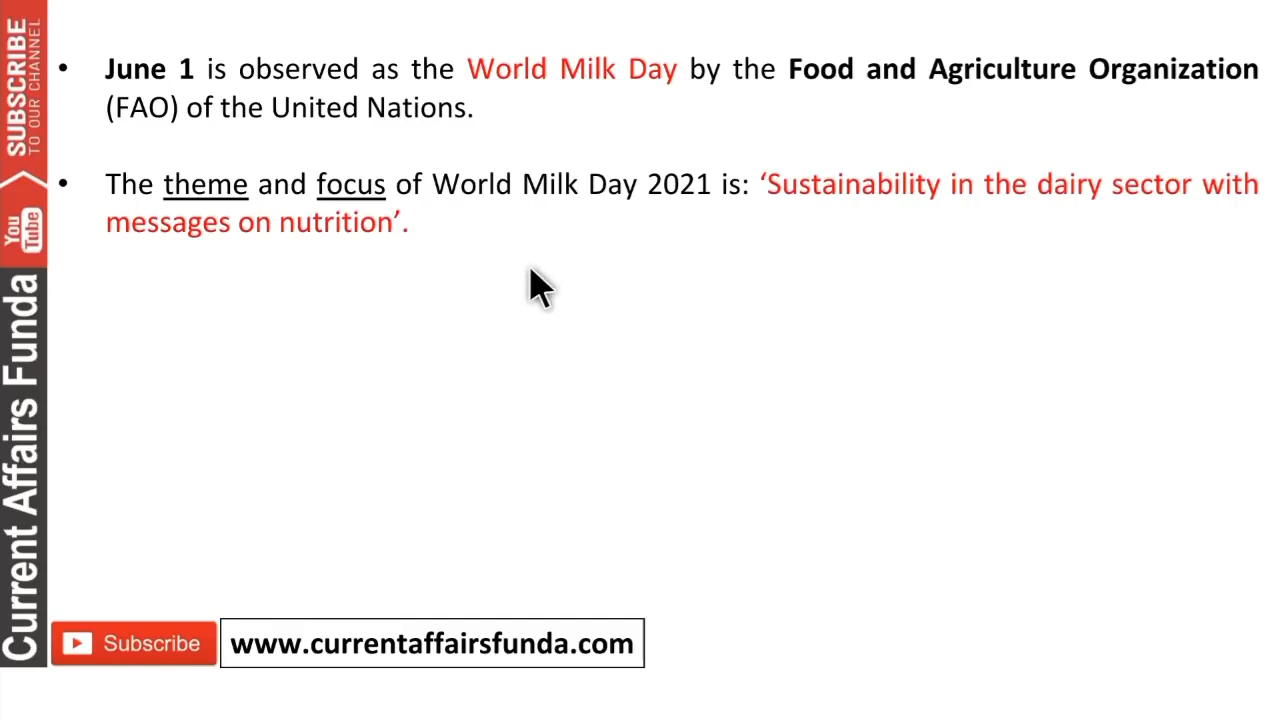 SUBSCRIBE
TO OUR CHANNEL
You
Tube
Current Affairs Funda
• June 1 is observed as the World Milk Day by the Food and Agriculture Organization
(FAO) of the United Nations.
• The theme and focus of World Milk Day 2021 is: ‘Sustainability in the dairy sector with
messages on nutrition’.
Subscribe
www.currentaffairsfunda.com